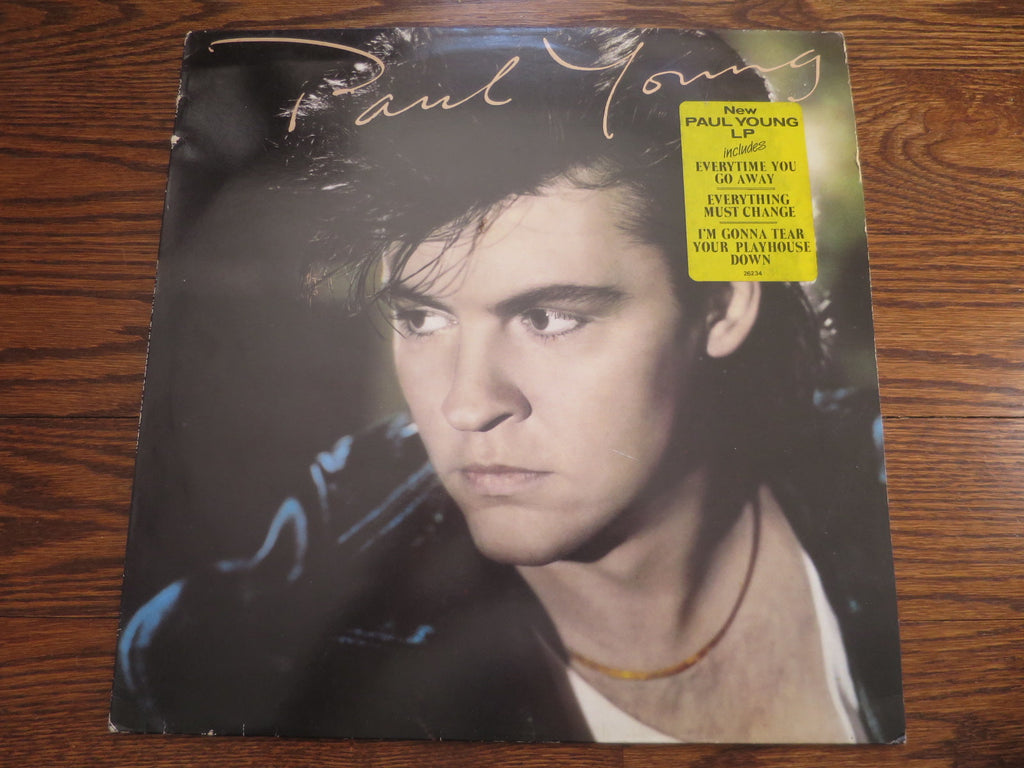 Paul Young
New
PAUL YOUNG
LP
includes
EVERYTIME YOU
GO AWAY
EVERYTHING
MUST CHANGE
I'M GONNA TEAR
YOUR PLAYHOUSE
DOWN
26234